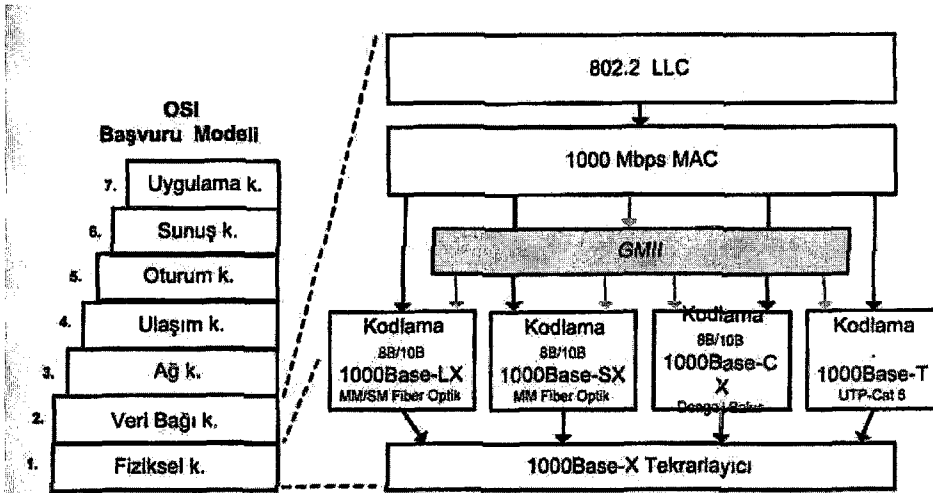 OSI
Başvuru Modeli
7. Uygulama k.
6. Sunuş k.
5. Oturum k.
4. Ulaşım k.
3. Ağ k.
2. Veri Bağı k.
1. Fiziksel k.
802.2 LLC
1000 Mbps MAC
GMII
Kodlama
8B/10B
1000Base-LX
MM/SM Fiber Optik
Kodlama
8B/10B
1000Base-SX
MM Fiber Optik
Kodlama
8B/10B
1000Base-C
X
Kodlama
1000Base-T
UTP-Cat
1000Base-X Tekrarlayıcı